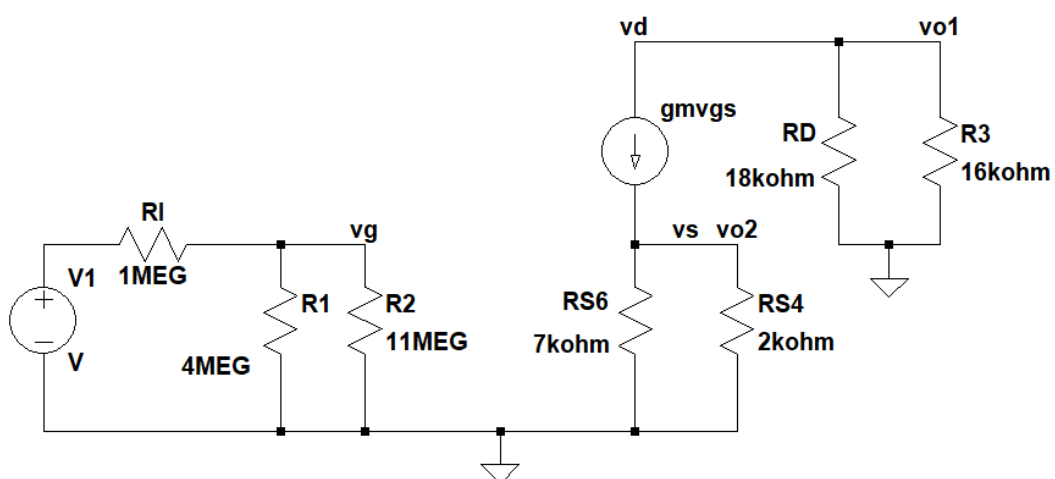 vd
vo1
gmvgs
RD
18kohm
R3
16kohm
RI
1MEG
vg
vs
vo2
V1
V
R1
4MEG
R2
11MEG
RS6
7kohm
RS4
2kohm